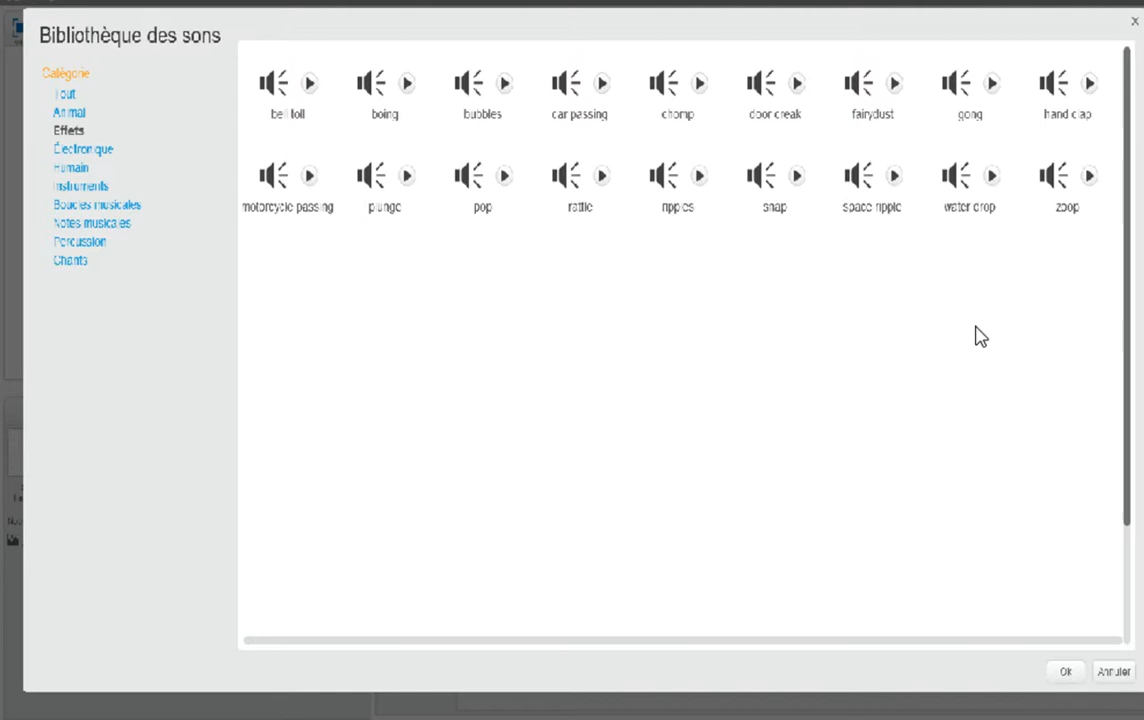 Bibliothèque des sons
x
Catégorie
Tout
Animal
Effets
Électronique
Humain
Instruments
Boucles musicales
Notes musicales
Percussion
Chants
bell toll boing bubbles car passing chomp door creak fairydust gong hand clap
motorcycle passing plunge pop rattle ripples snap space ripple water drop zoop
Ok Annuler